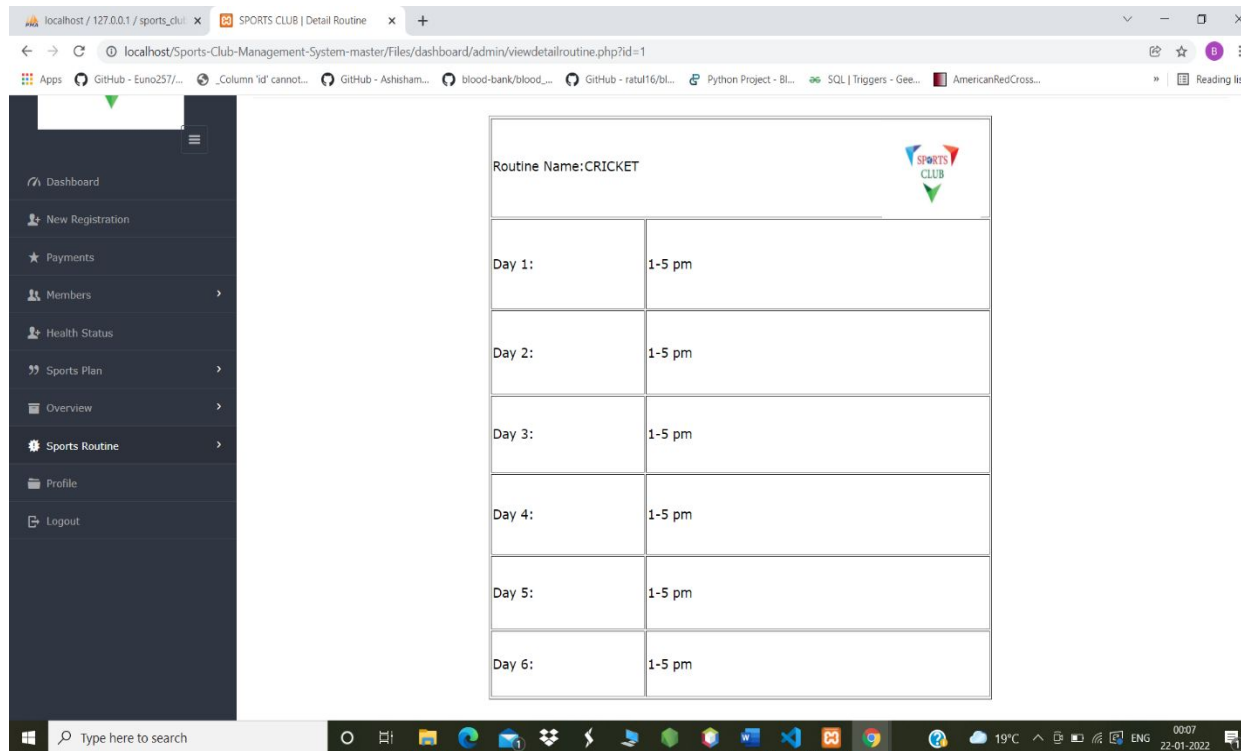 localhost / 127.0.0.1 / sports_clu
SPORTS CLUB | Detail Routine
localhost/Sports-Club-Management-System-master/Files/dashboard/admin/viewdetailroutine.php?id=1
B
Apps
GitHub - Euno257/...
_Column 'id' cannot...
GitHub - Ashisham...
blood-bank/blood_...
GitHub - ratul16/bl...
Python Project - Bl...
SQL | Triggers - Gee...
AmericanRedCross...
»
Reading lis
Dashboard
New Registration
Payments
Members
Health Status
Sports Plan
Overview
Sports Routine
Profile
Logout
Routine Name:CRICKET
SPORTS
CLUB
Day 1: 1-5 pm
Day 2: 1-5 pm
Day 3: 1-5 pm
Day 4: 1-5 pm
Day 5: 1-5 pm
Day 6: 1-5 pm
Type here to search
19°C
ENG
00:07
22-01-2022